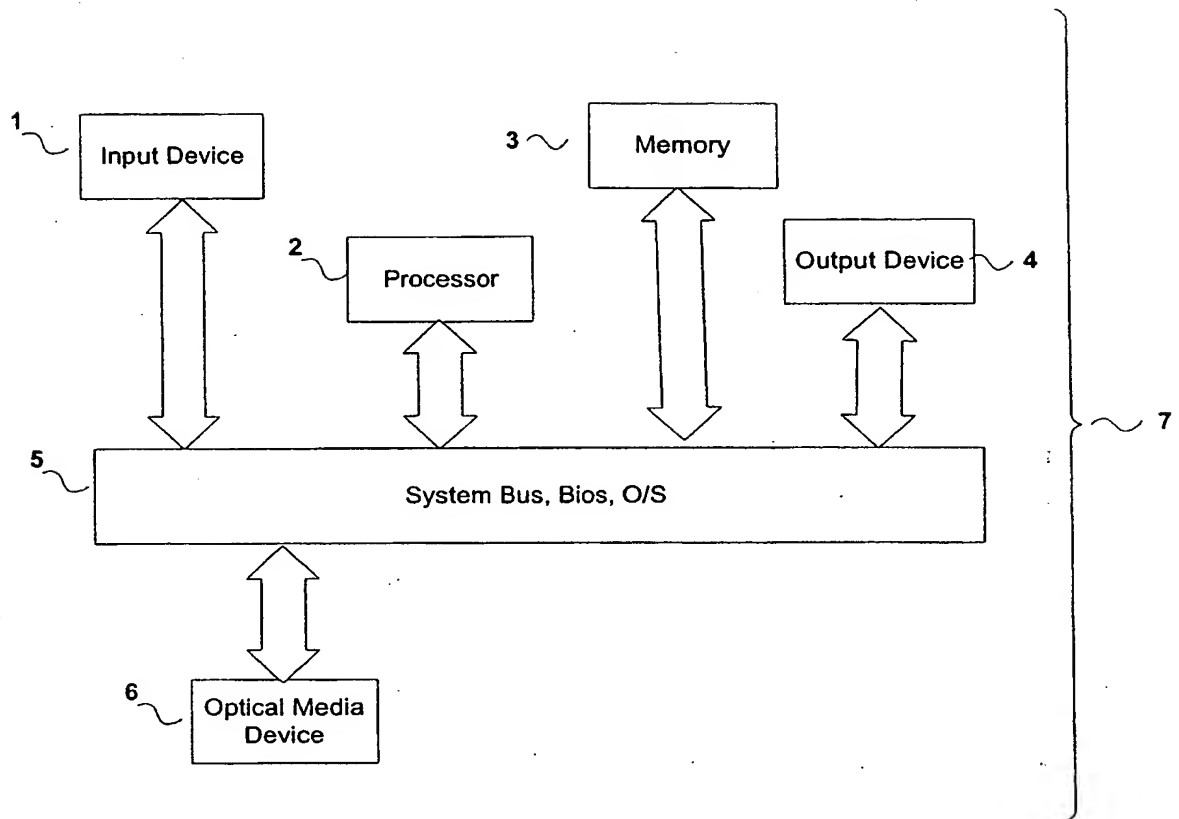 1
Input Device
3
Memory
2
Processor
Output Device
4
7
5
System Bus, Bios, O/S
6
Optical Media
Device